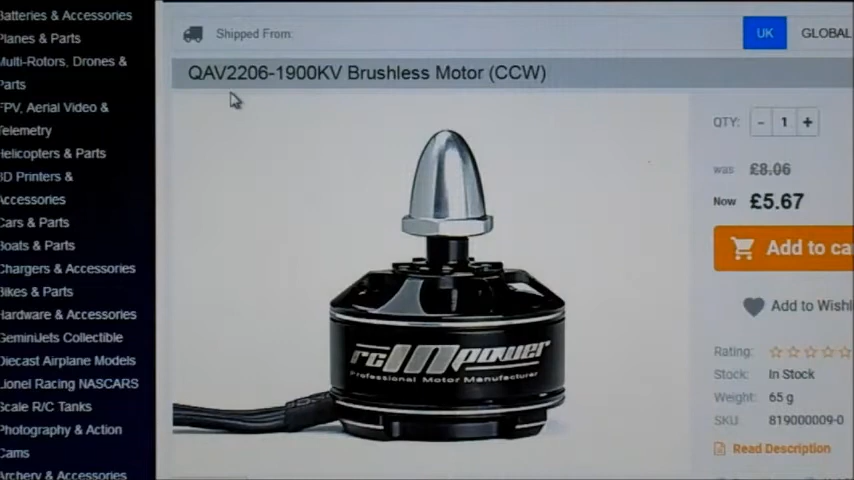 Batteries & Accessories
Planes & Parts
Multi-Rotors, Drones &
Parts
FPV, Aerial Video &
Telemetry
Helicopters & Parts
3D Printers &
Accessories
Cars & Parts
Boats & Parts
Chargers & Accessories
Bikes & Parts
Hardware & Accessories
GeminiJets Collectible
Diecast Airplane Models
Lionel Racing NASCARS
Scale R/C Tanks
Photography & Action
Cams
Archery & Accessories
Shipped From:
UK
GLOBAL
QAV2206-1900KV Brushless Motor (CCW)
rcINpower
Professional Motor Manufacturer
QTY: - 1 +
was £8.06
Now £5.67
Add to ca
Add to Wishl
Rating:
Stock: In Stock
Weight: 65 g
SKU: 819000009-0
Read Description